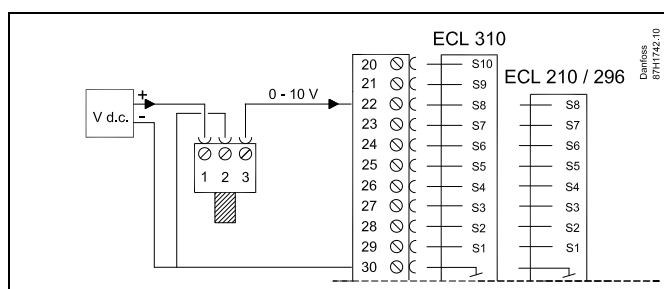 ECL 310
ECL 210 / 296
Danfoss
87H1742.10
V d.c.
+
-
0 - 10 V
1 2 3
20 S10
21 S9
22 S8 S8
23 S7 S7
24 S6 S6
25 S5 S5
26 S4 S4
27 S3 S3
28 S2 S2
29 S1 S1
30